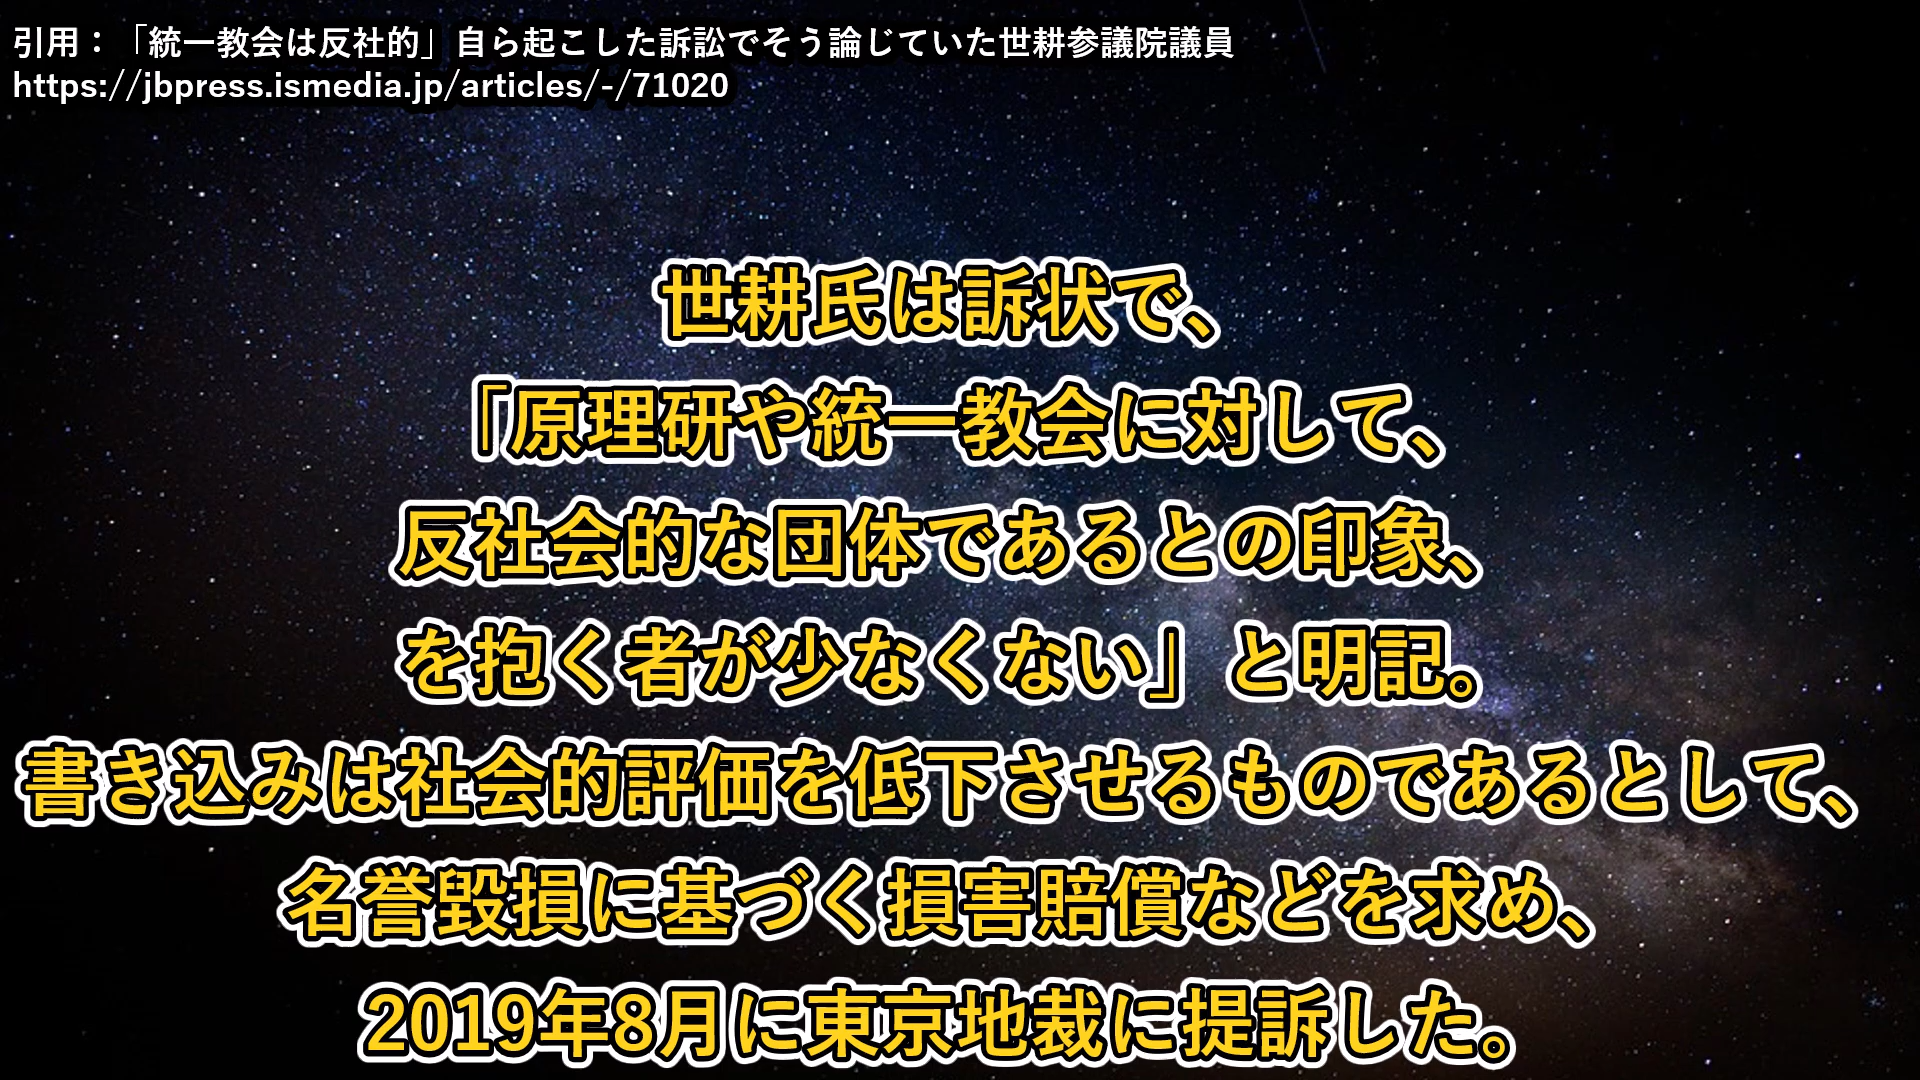 引用：「統一教会は反社的」自ら起こした訴訟でそう論じていた世耕参議院議員
https://jbpress.ismedia.jp/articles/-/71020
世耕氏は訴状で、
「原理研や統一教会に対して、
反社会的な団体であるとの印象、
を抱く者が少なくない」と明記。
書き込みは社会的評価を低下させるものであるとして、
名誉毀損に基づく損害賠償などを求め、
2019年8月に東京地裁に提訴した。